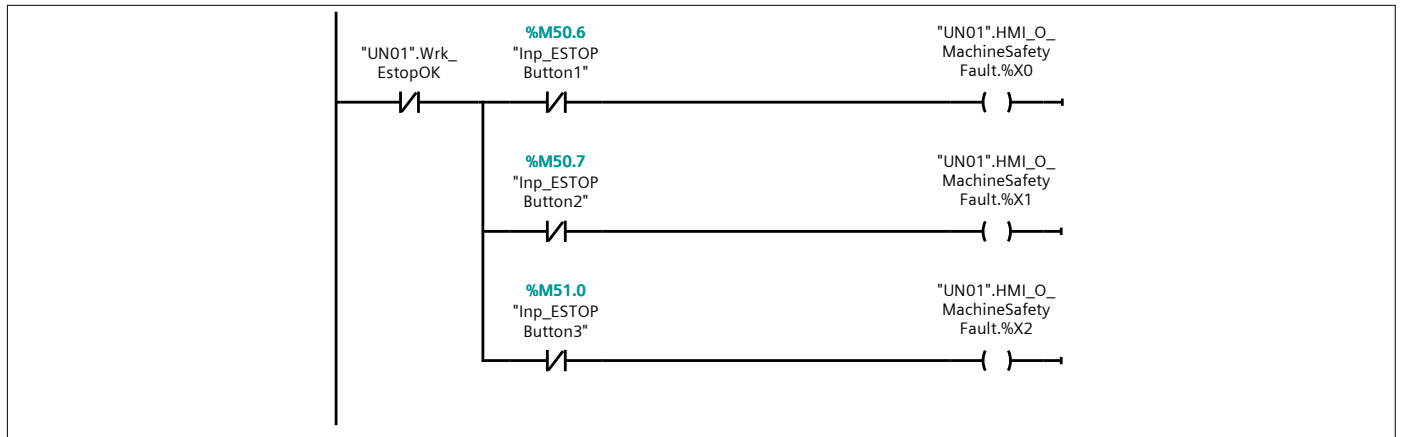 "UN01".Wrk_
EstopOK
%M50.6
"Inp_ESTOP
Button1"
"UN01".HMI_O_
MachineSafety
Fault.%X0
%M50.7
"Inp_ESTOP
Button2"
"UN01".HMI_O_
MachineSafety
Fault.%X1
%M51.0
"Inp_ESTOP
Button3"
"UN01".HMI_O_
MachineSafety
Fault.%X2